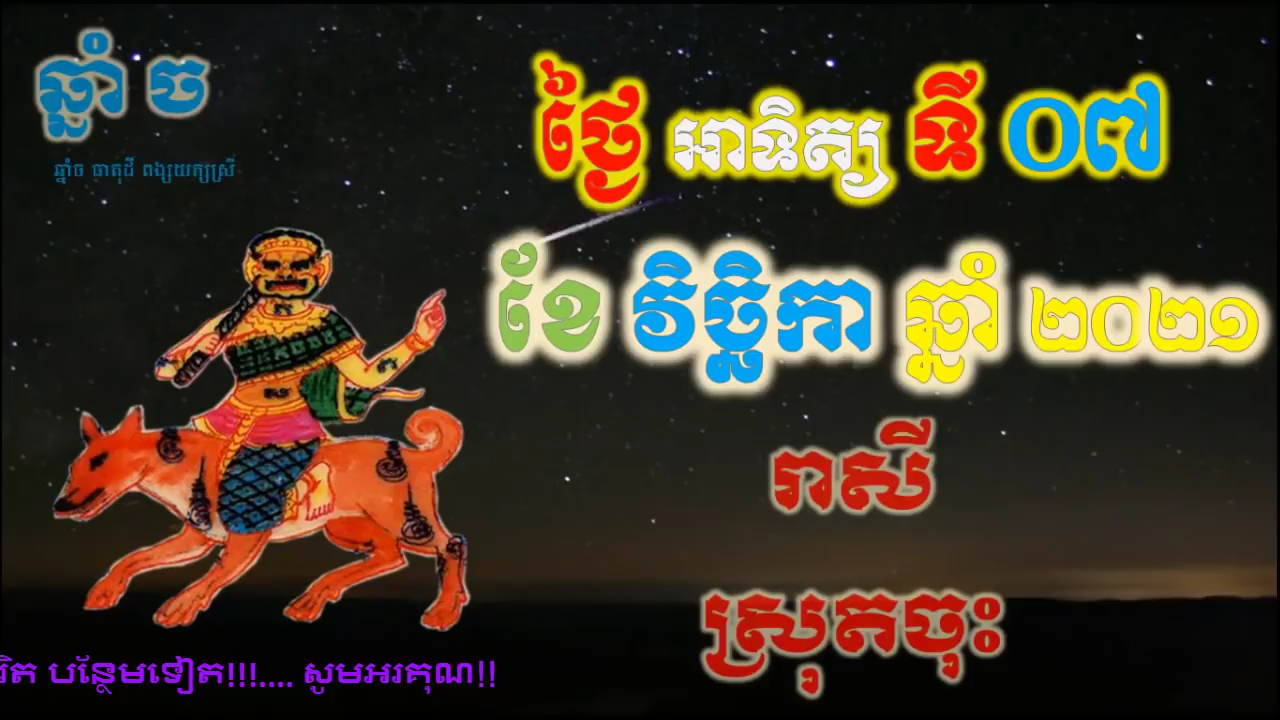 ឆ្នាំ ច
ឆ្នាំច ធាតុដី ពង្សយក្សស្រី
ថ្ងៃ អាទិត្យ ទី ០៧
ខែ វិច្ឆិកា ឆ្នាំ ២០២១
រាសី
ស្រុតចុះ
រិត បន្ថែមទៀត!!!.... សូមអរគុណ!!